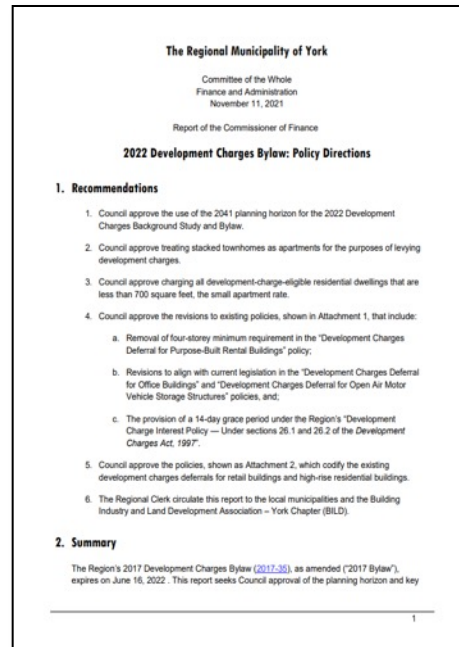 The Regional Municipality of York
Committee of the Whole
Finance and Administration
November 11, 2021
Report of the Commissioner of Finance
2022 Development Charges Bylaw: Policy Directions
1. Recommendations
1. Council approve the use of the 2041 planning horizon for the 2022 Development
Charges Background Study and Bylaw.
2. Council approve treating stacked townhomes as apartments for the purposes of levying
development charges.
3. Council approve charging all development-charge-eligible residential dwellings that are
less than 700 square feet, the small apartment rate.
4. Council approve the revisions to existing policies, shown in Attachment 1, that include:
a. Removal of four-storey minimum requirement in the “Development Charges
Deferral for Purpose-Built Rental Buildings” policy;
b. Revisions to align with current legislation in the “Development Charges Deferral
for Office Buildings” and “Development Charges Deferral for Open Air Motor
Vehicle Storage Structures” policies, and;
c. The provision of a 14-day grace period under the Region’s “Development
Charge Interest Policy — Under sections 26.1 and 26.2 of the Development
Charges Act, 1997”.
5. Council approve the policies, shown as Attachment 2, which codify the existing
development charges deferrals for retail buildings and high-rise residential buildings.
6. The Regional Clerk circulate this report to the local municipalities and the Building
Industry and Land Development Association – York Chapter (BILD).
2. Summary
The Region’s 2017 Development Charges Bylaw (2017-35), as amended (“2017 Bylaw”),
expires on June 16, 2022 . This report seeks Council approval of the planning horizon and key
1